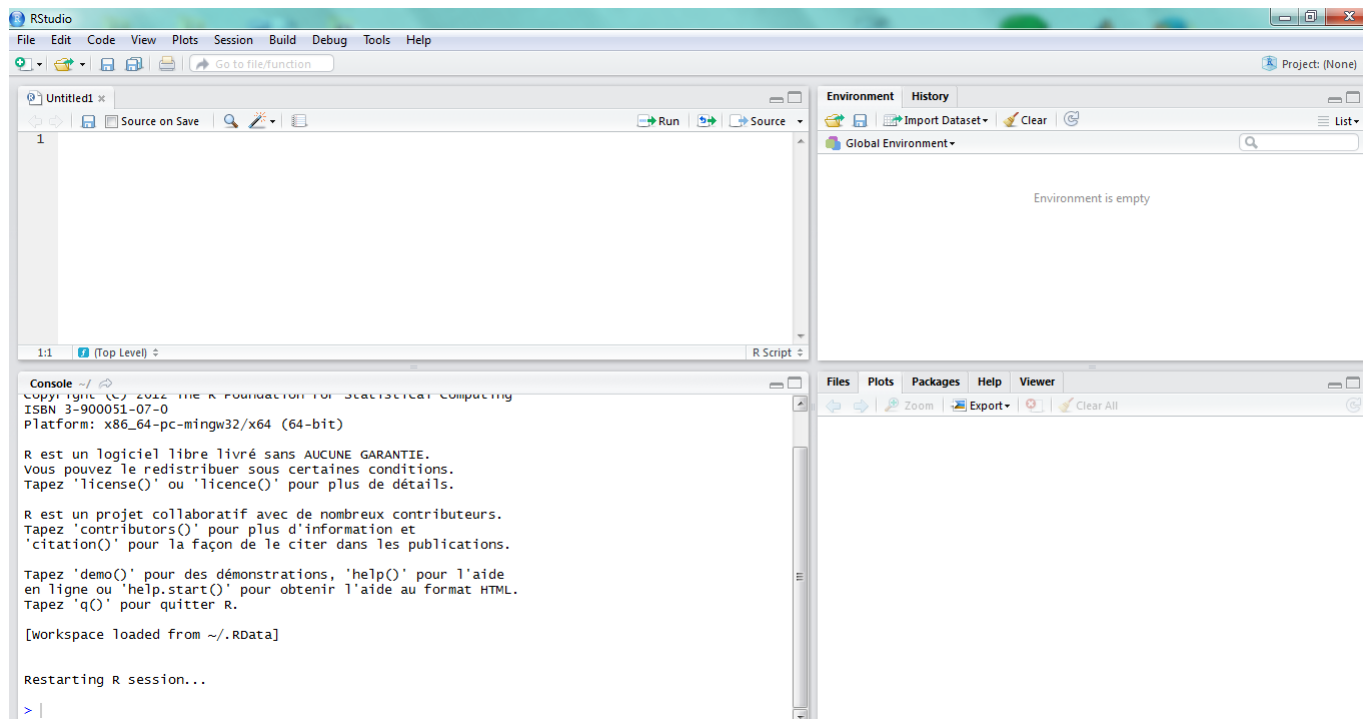 RStudio
File Edit Code View Plots Session Build Debug Tools Help
Go to file/function
Project: (None)
Untitled1
Source on Save
Run
Source
1
1:1
(Top Level)
R Script
Environment History
Import Dataset
Clear
List
Global Environment
Environment is empty
Console ~/
Copyright (C) 2012 The R Foundation for Statistical Computing
ISBN 3-900051-07-0
Platform: x86_64-pc-mingw32/x64 (64-bit)
R est un logiciel libre livré sans AUCUNE GARANTIE.
Vous pouvez le redistribuer sous certaines conditions.
Tapez 'license()' ou 'licence()' pour plus de détails.
R est un projet collaboratif avec de nombreux contributeurs.
Tapez 'contributors()' pour plus d'information et
'citation()' pour la façon de le citer dans les publications.
Tapez 'demo()' pour des démonstrations, 'help()' pour l'aide
en ligne ou 'help.start()' pour obtenir l'aide au format HTML.
Tapez 'q()' pour quitter R.
[Workspace loaded from ~/.RData]
Restarting R session...
>
Files Plots Packages Help Viewer
Zoom
Export
Clear All